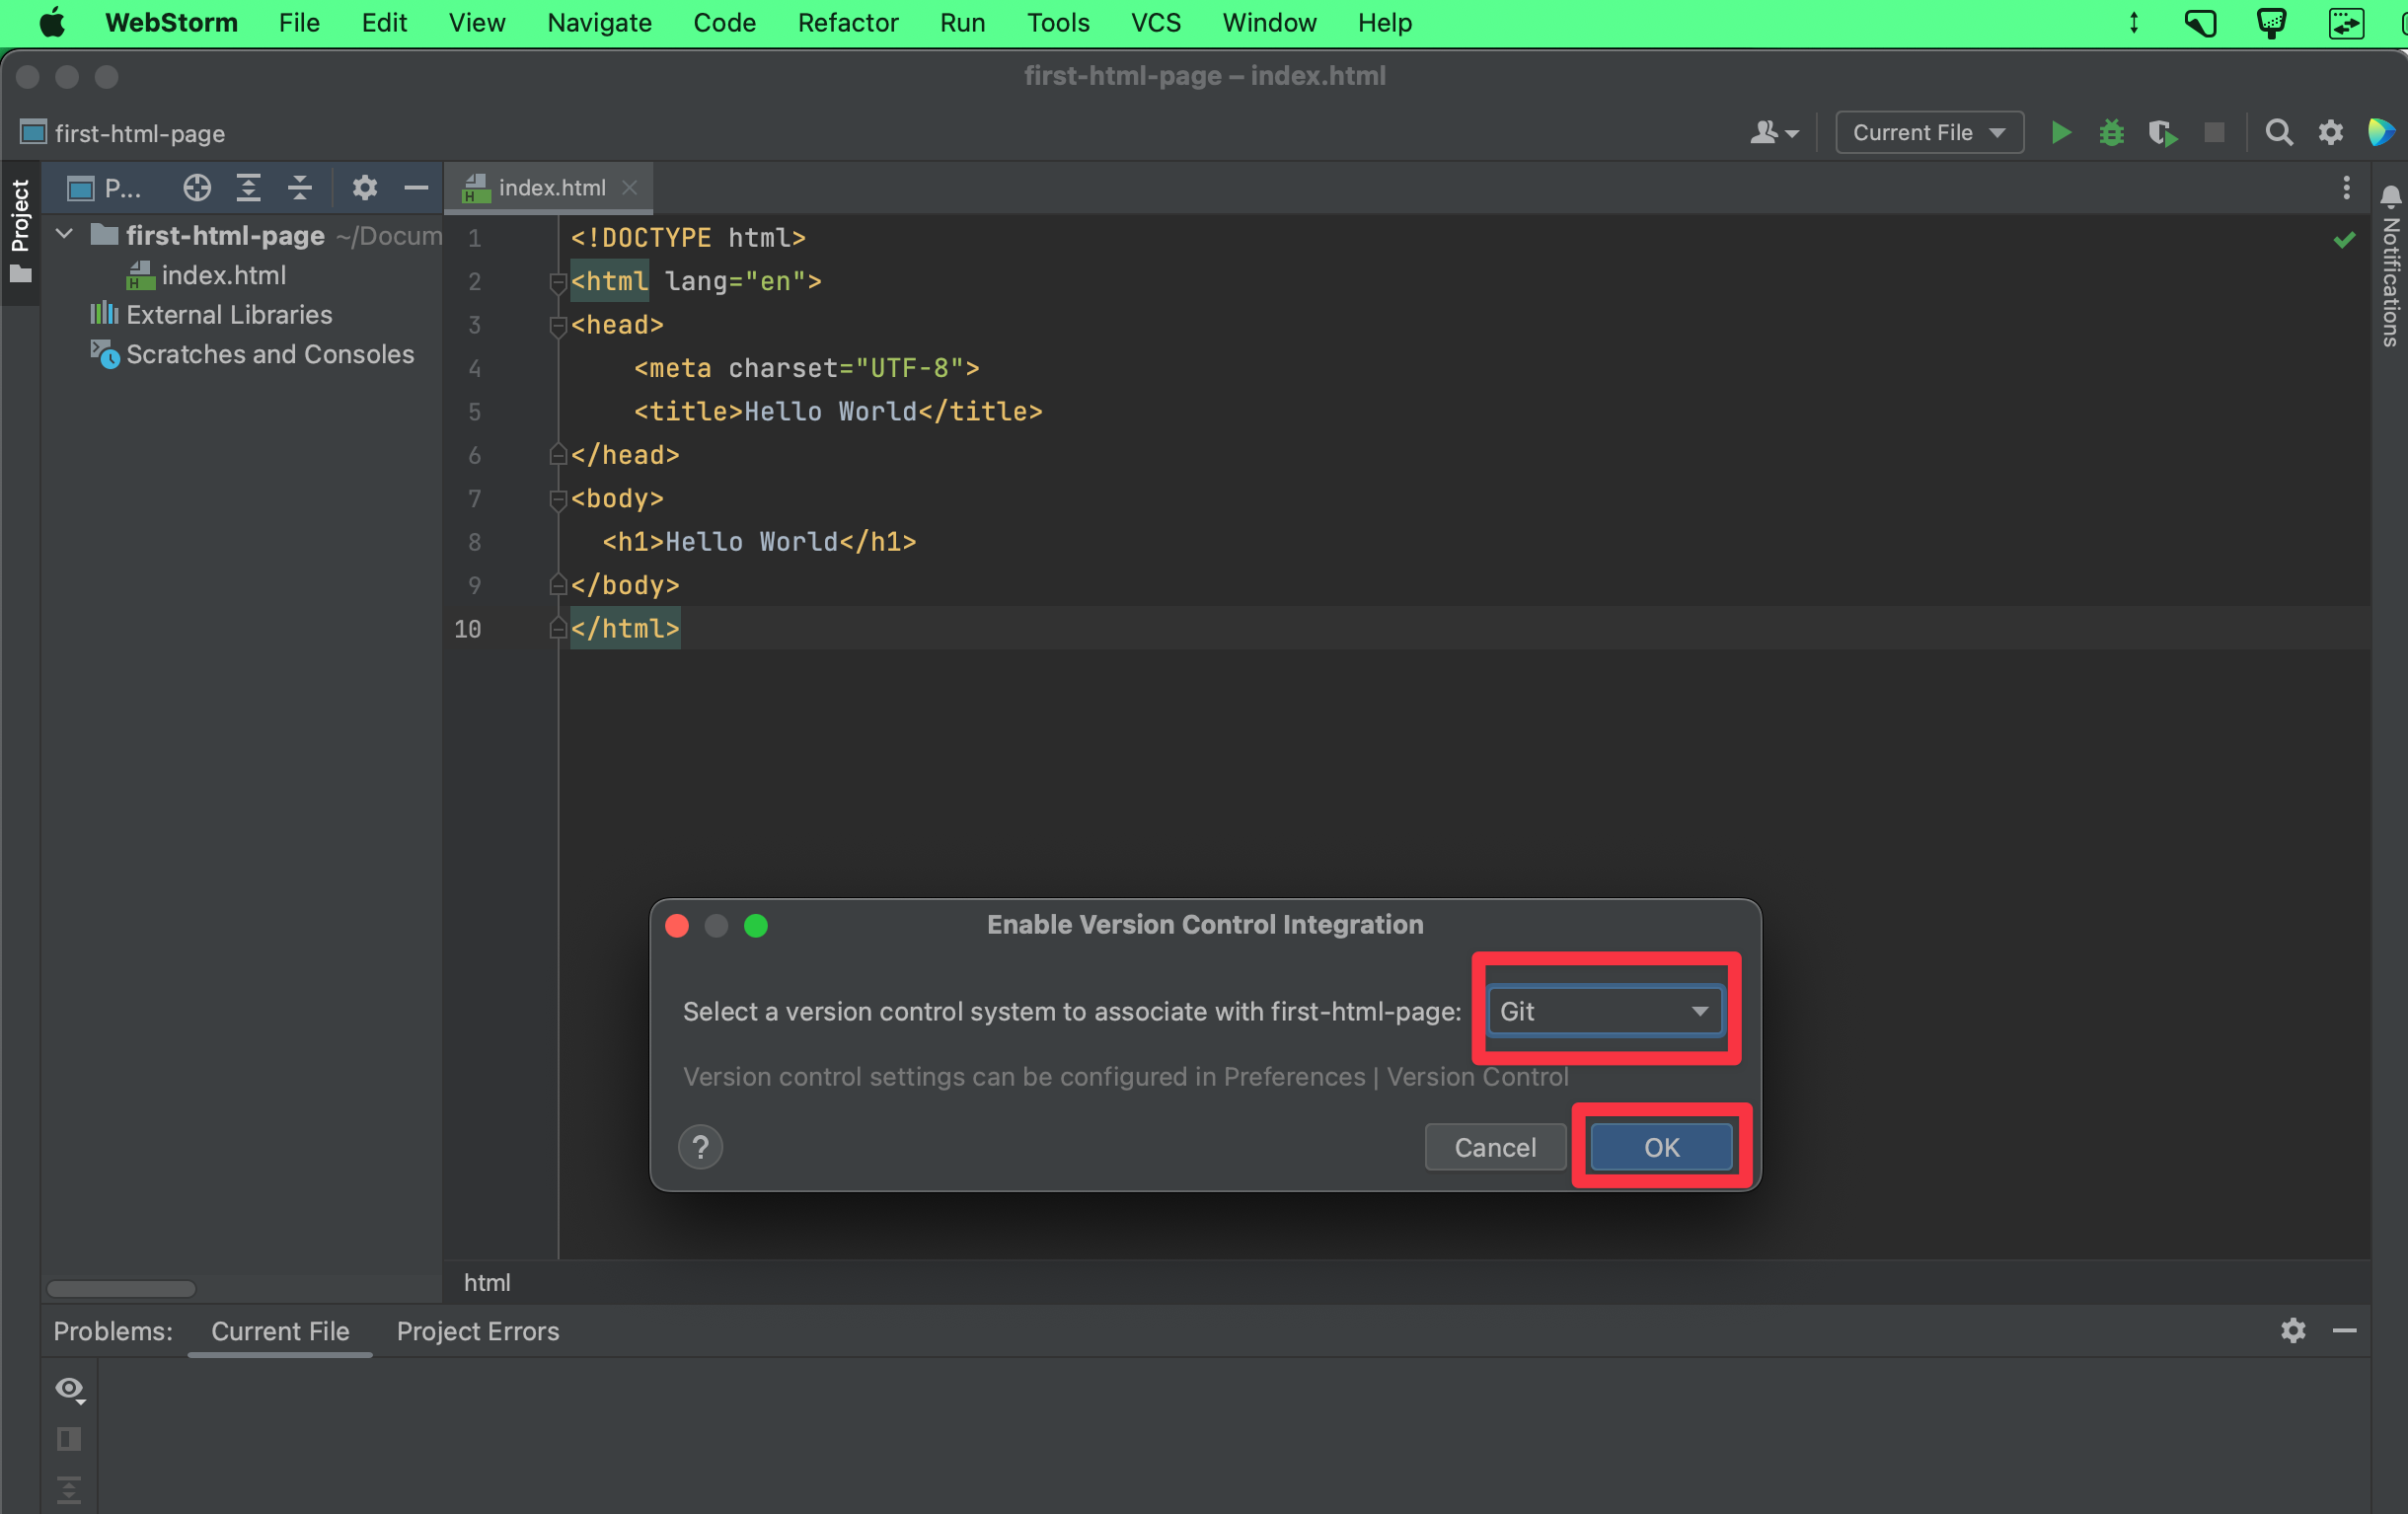 WebStorm File Edit View Navigate Code Refactor Run Tools VCS Window Help
first-html-page – index.html
first-html-page
Current File
Project
P...
index.html
Notifications
first-html-page ~/Docum
index.html
External Libraries
Scratches and Consoles
1 <!DOCTYPE html>
2 <html lang="en">
3 <head>
4 <meta charset="UTF-8">
5 <title>Hello World</title>
6 </head>
7 <body>
8 <h1>Hello World</h1>
9 </body>
10 </html>
Enable Version Control Integration
Select a version control system to associate with first-html-page: Git
Version control settings can be configured in Preferences | Version Control
? Cancel OK
html
Problems: Current File Project Errors